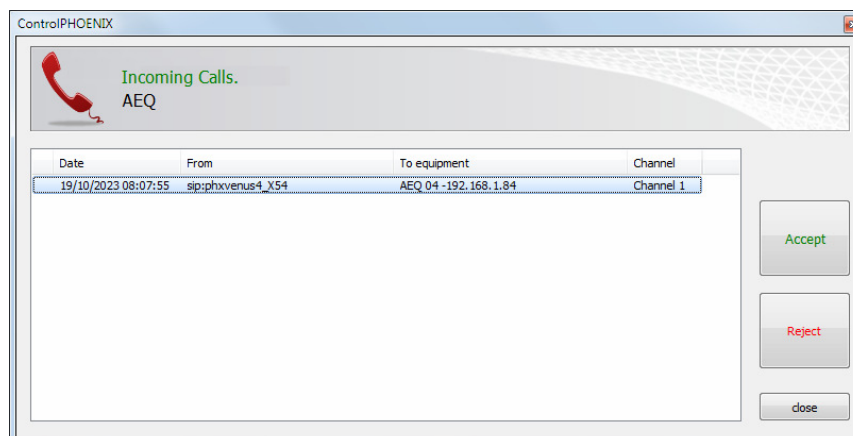 ControlPHOENIX
Incoming Calls.
AEQ
Date From To equipment Channel
19/10/2023 08:07:55 sip:phxvenus4_X54 AEQ 04 -192.168.1.84 Channel 1
Accept
Reject
close